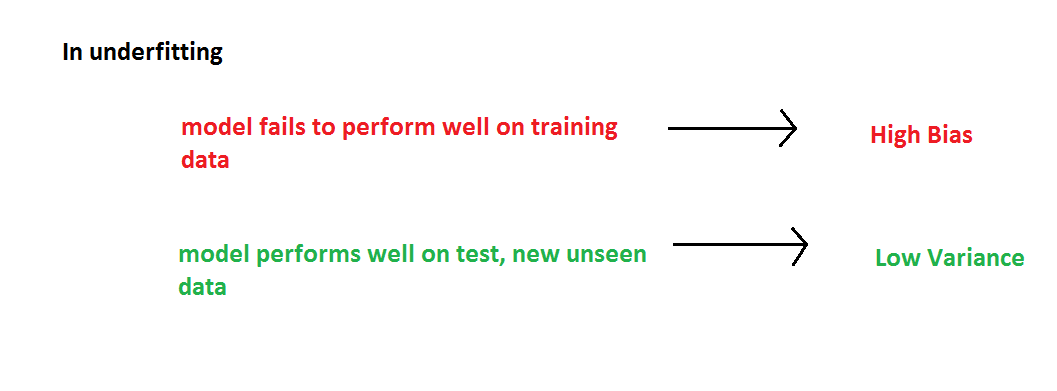 In underfitting
model fails to perform well on training
data
High Bias
model performs well on test, new unseen
data
Low Variance